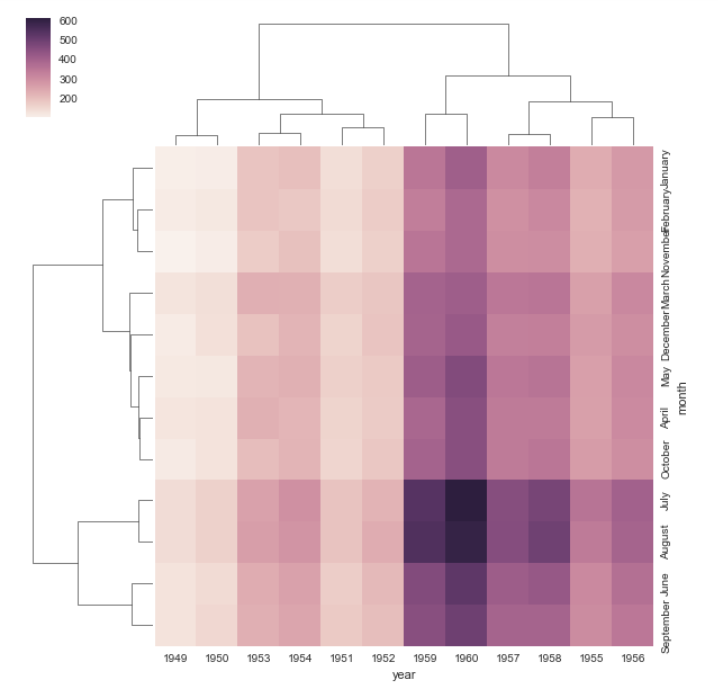 600
500
400
300
200
January
February
November
March
December
May
April
October
July
August
June
September
month
1949 1950 1953 1954 1951 1952 1959 1960 1957 1958 1955 1956
year